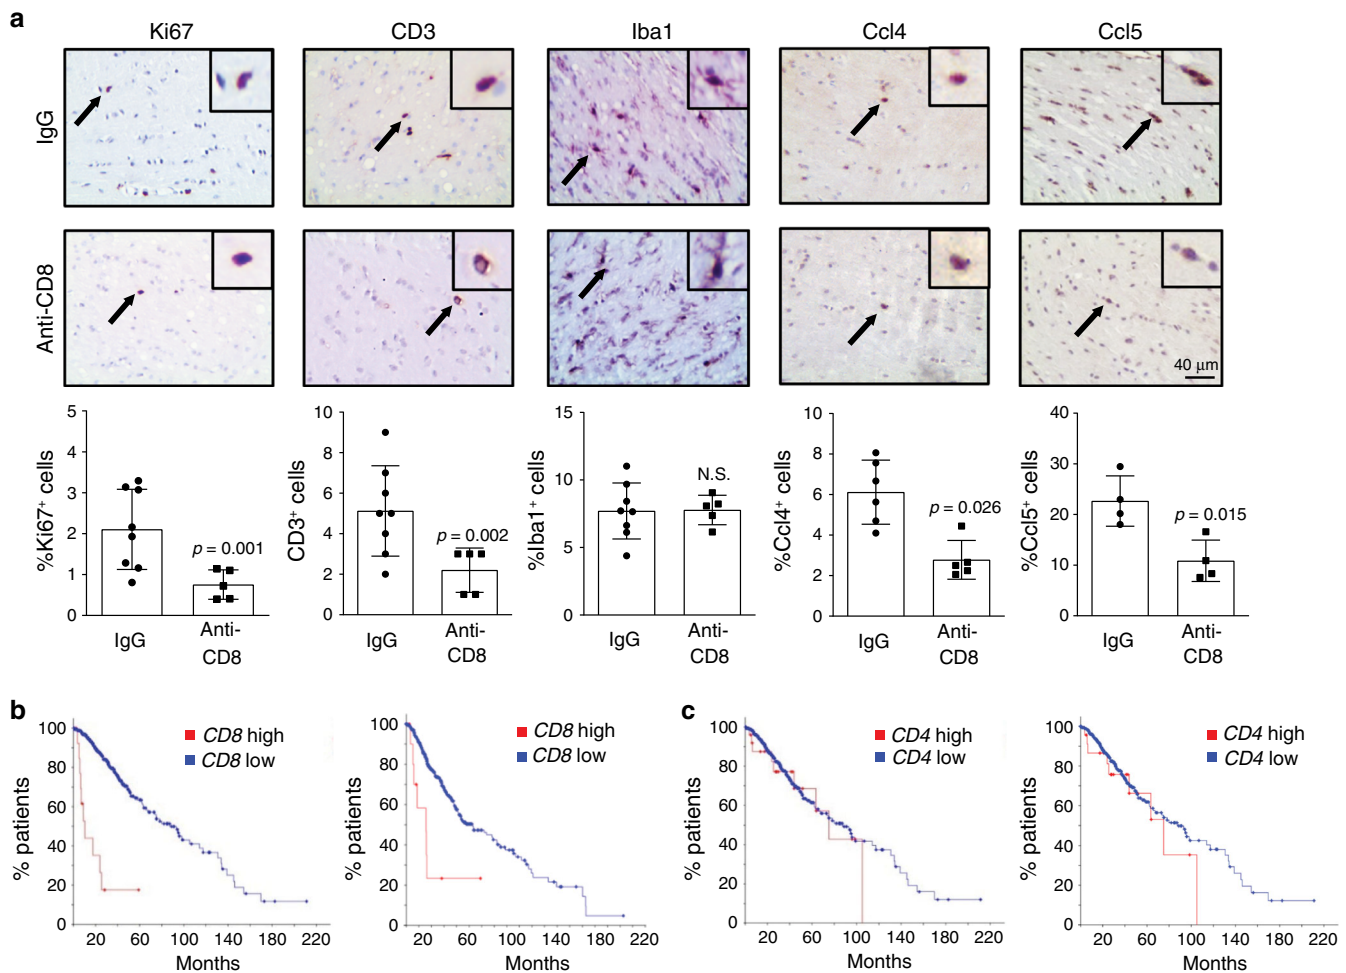 a
Ki67 CD3 Iba1 Ccl4 Ccl5
IgG
Anti-CD8
40 μm
%Ki67+ cells
5
4
3
2
1
0
p = 0.001
IgG
Anti-
CD8
CD3+ cells
10
8
6
4
2
0
p = 0.002
IgG
Anti-
CD8
%Iba1+ cells
15
10
5
0
N.S.
IgG
Anti-
CD8
%Ccl4+ cells
10
8
6
4
2
0
p = 0.026
IgG
Anti-
CD8
%Ccl5+ cells
40
30
20
10
0
p = 0.015
IgG
Anti-
CD8
b
% patients
100
80
60
40
20
0
CD8 high
CD8 low
20 60 100 140 180 220
Months
% patients
100
80
60
40
20
0
CD8 high
CD8 low
20 60 100 140 180 220
Months
c
% patients
100
80
60
40
20
0
CD4 high
CD4 low
20 60 100 140 180 220
Months
% patients
100
80
60
40
20
0
CD4 high
CD4 low
20 60 100 140 180 220
Months